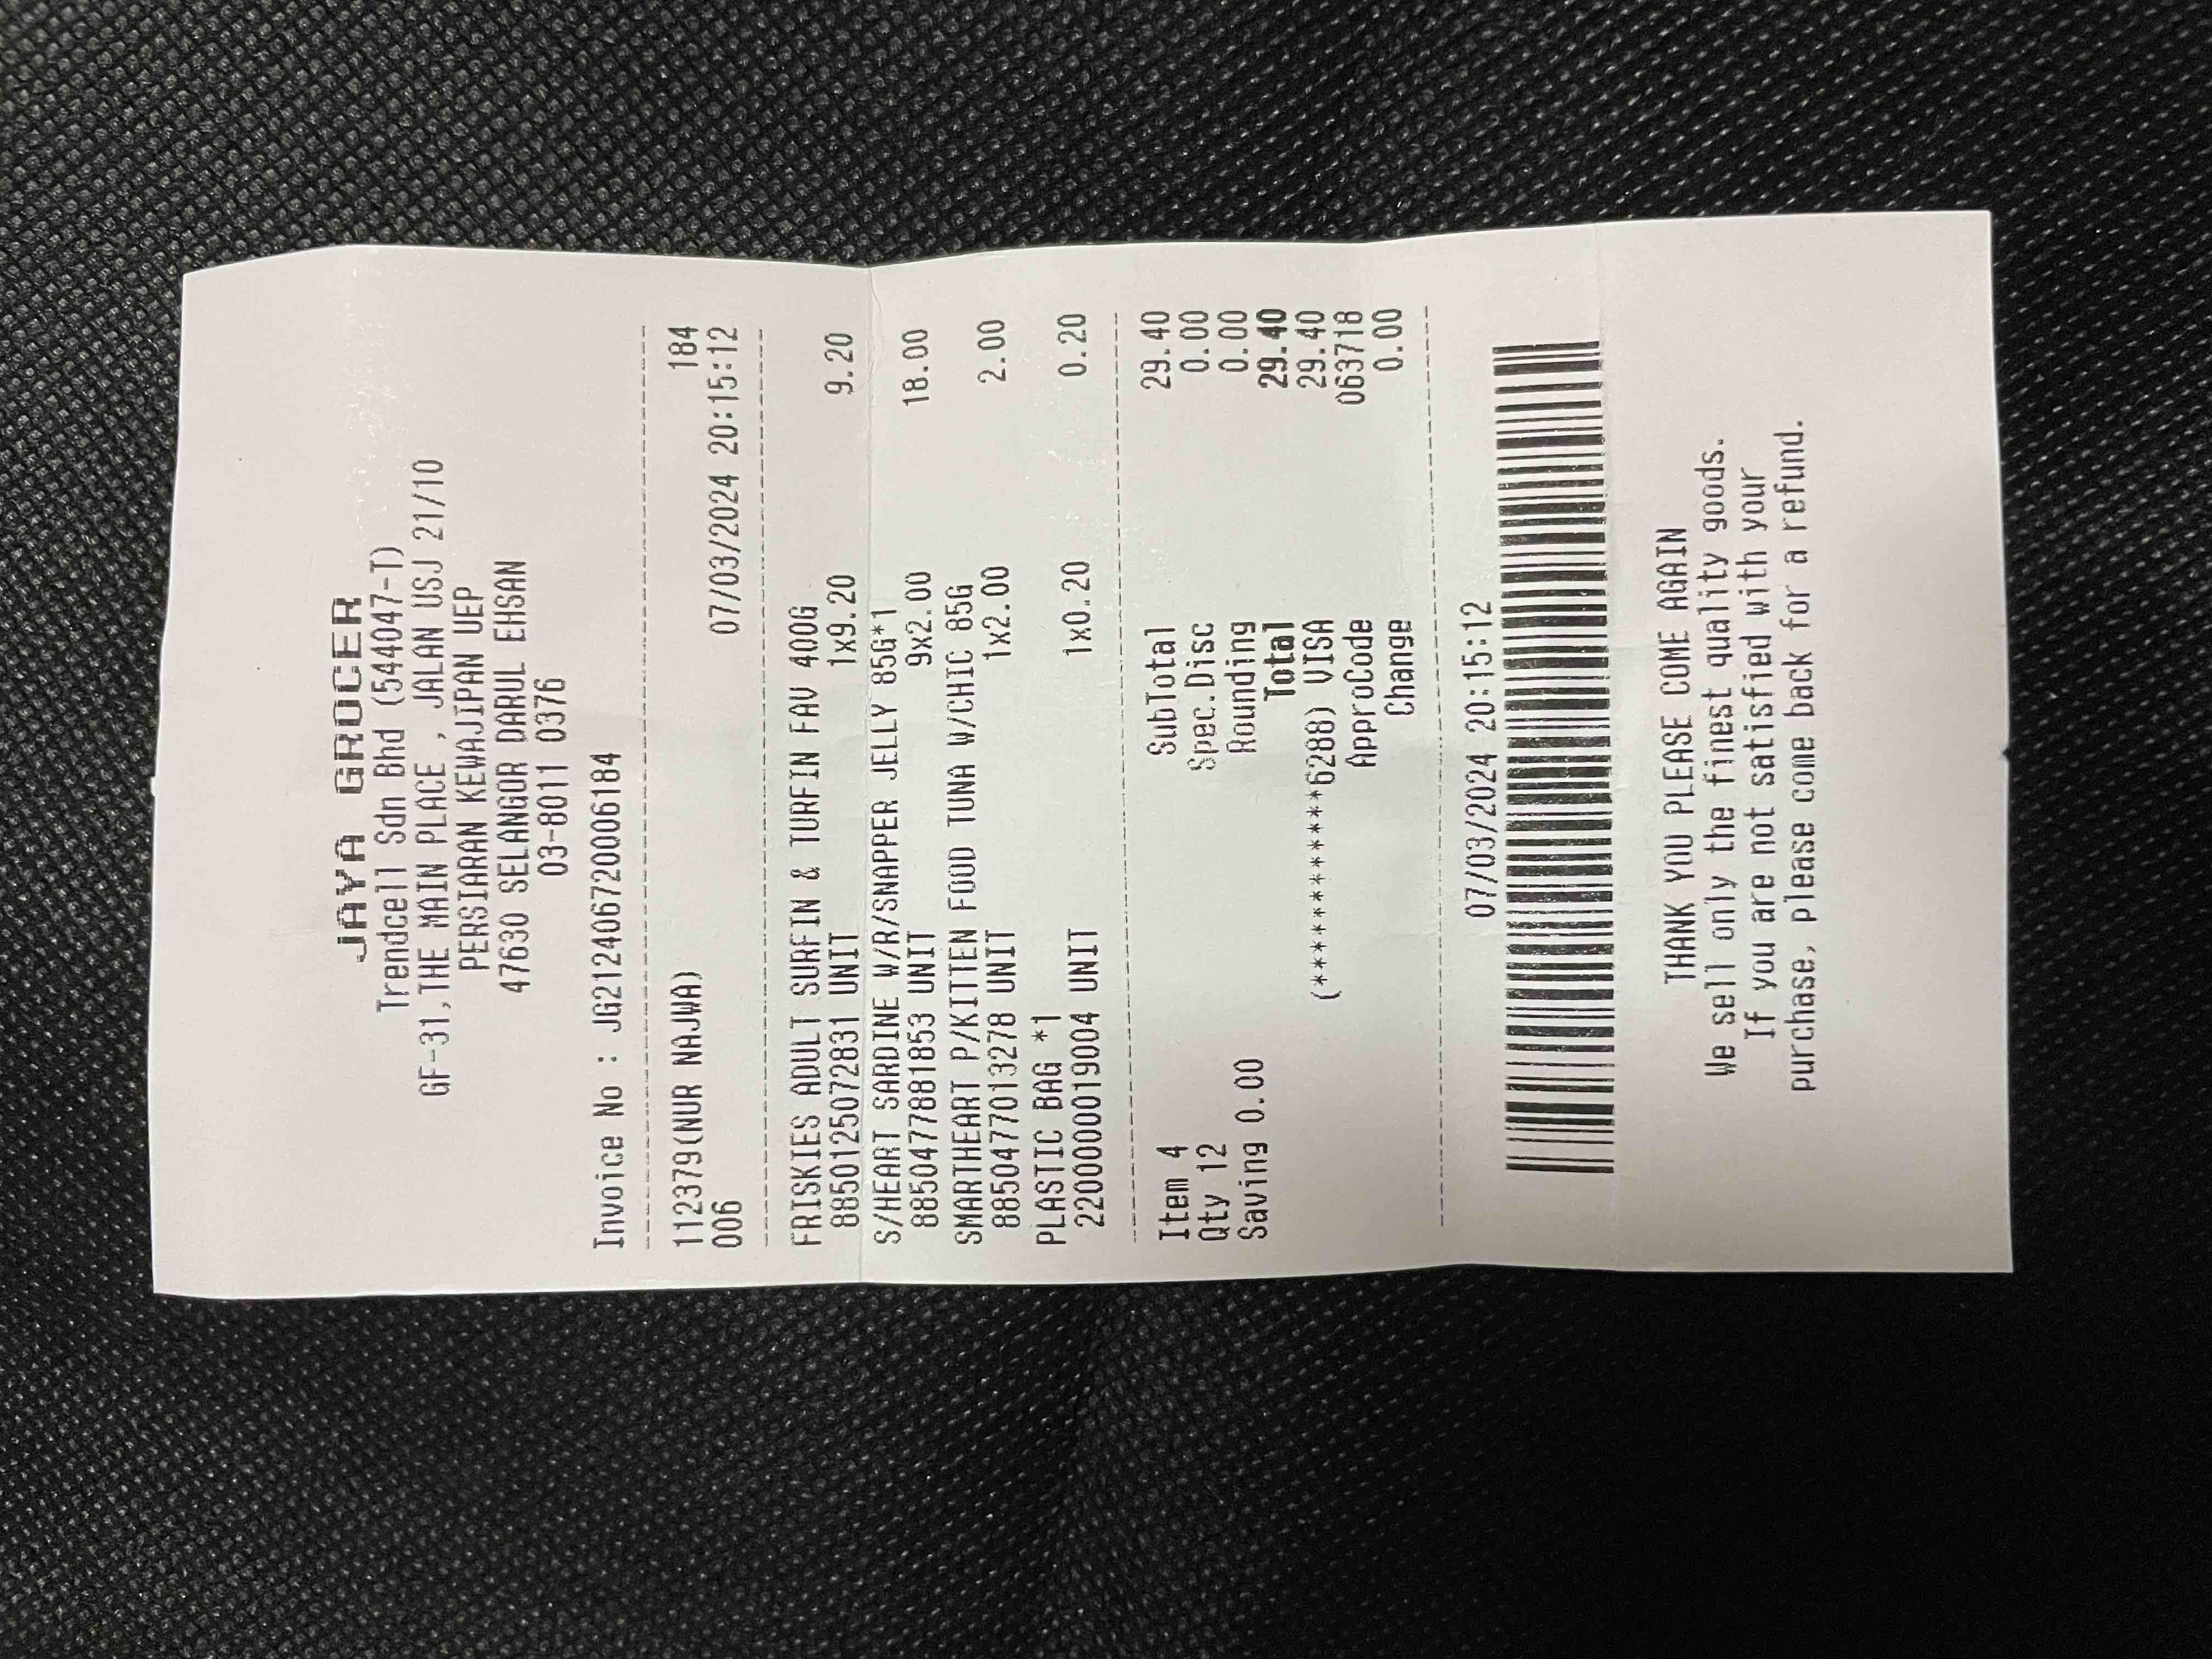 JAYA GROCER
Trendcell Sdn Bhd (544047-T)
GF-31,THE MAIN PLACE , JALAN USJ 21/10
PERSIARAN KEWAJIPAN UEP
47630 SELANGOR DARUL EHSAN
03-8011 0376
Invoice No : JG212406720006184
112379(NUR NAJWA) 184
006 07/03/2024 20:15:12
FRISKIES ADULT SURFIN & TURFIN FAV 400G
8850125072831 UNIT 1x9.20 9.20
S/HEART SARDINE W/R/SNAPPER JELLY 85G*1
8850477881853 UNIT 9x2.00 18.00
SMARTHEART P/KITTEN FOOD TUNA W/CHIC 85G
8850477013278 UNIT 1x2.00 2.00
PLASTIC BAG *1
2200000019004 UNIT 1x0.20 0.20
Item 4 SubTotal 29.40
Qty 12 Spec.Disc 0.00
Saving 0.00 Rounding 0.00
Total 29.40
(************6288) VISA 29.40
ApproCode 063718
Change 0.00
07/03/2024 20:15:12
THANK YOU PLEASE COME AGAIN
We sell only the finest quality goods.
If you are not satisfied with your
purchase, please come back for a refund.